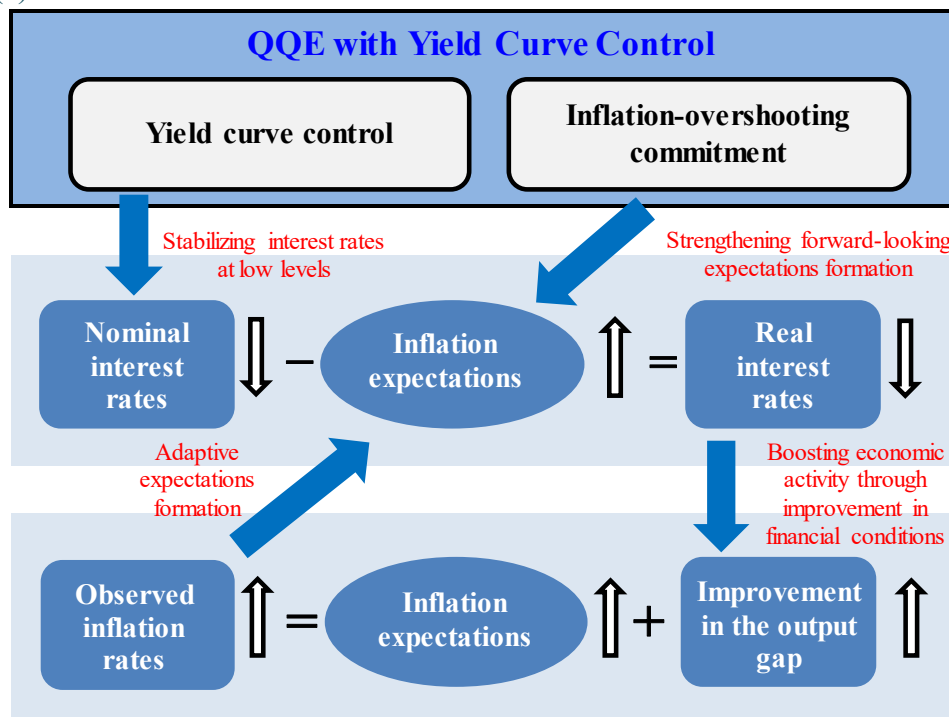 QQE with Yield Curve Control
Yield curve control
Inflation-overshooting
commitment
Stabilizing interest rates
at low levels
Strengthening forward-looking
expectations formation
Nominal
interest
rates
−
Inflation
expectations
=
Real
interest
rates
Adaptive
expectations
formation
Boosting economic
activity through
improvement in
financial conditions
Observed
inflation
rates
=
Inflation
expectations
+
Improvement
in the output
gap